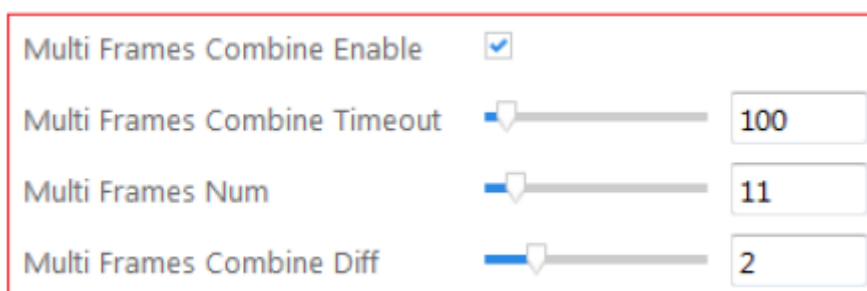 Multi Frames Combine Enable
Multi Frames Combine Timeout 100
Multi Frames Num 11
Multi Frames Combine Diff 2